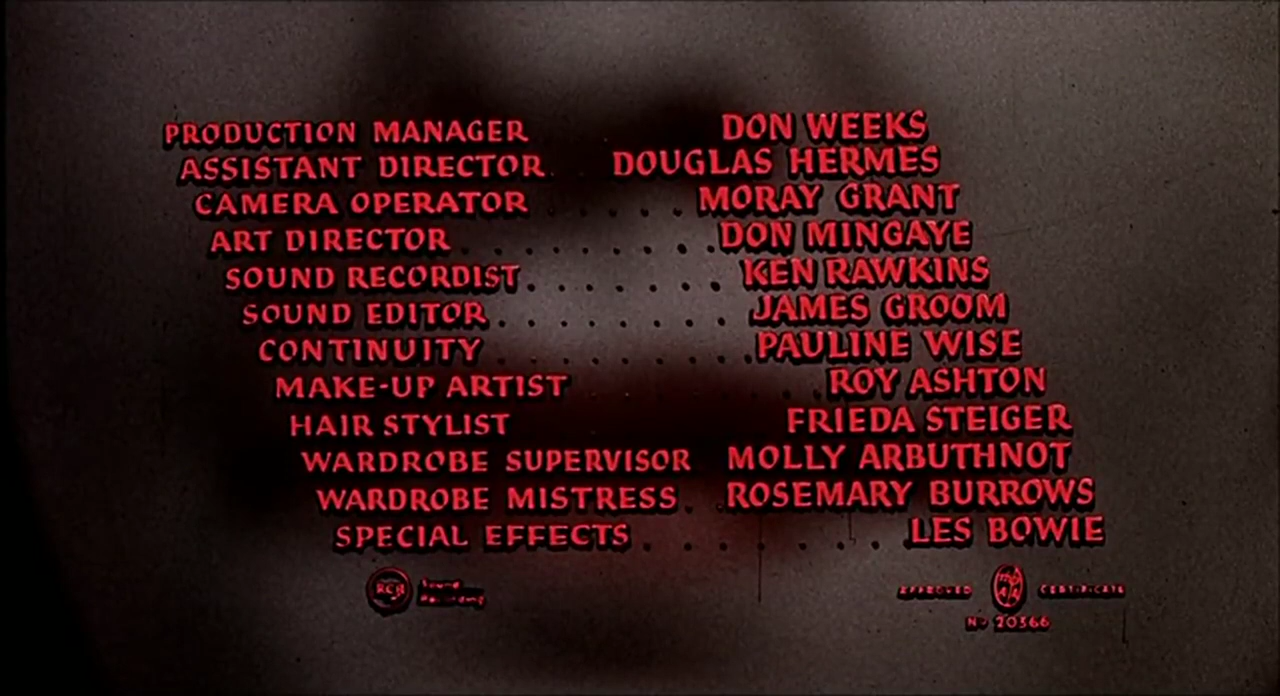 PRODUCTION MANAGER DON WEEKS
ASSISTANT DIRECTOR . . DOUGLAS HERMES
CAMERA OPERATOR . . . . . MORAY GRANT
ART DIRECTOR . . . . . . . . DON MINGAYE
SOUND RECORDIST . . . . . . . KEN RAWKINS
SOUND EDITOR . . . . . . . . JAMES GROOM
CONTINUITY . . . . . . . . . PAULINE WISE
MAKE-UP ARTIST . . . . . . . ROY ASHTON
HAIR STYLIST FRIEDA STEIGER
WARDROBE SUPERVISOR MOLLY ARBUTHNOT
WARDROBE MISTRESS . . ROSEMARY BURROWS
SPECIAL EFFECTS . . . . . . LES BOWIE
RCA Sound Recording
APPROVED CERTIFICATE
No 20366